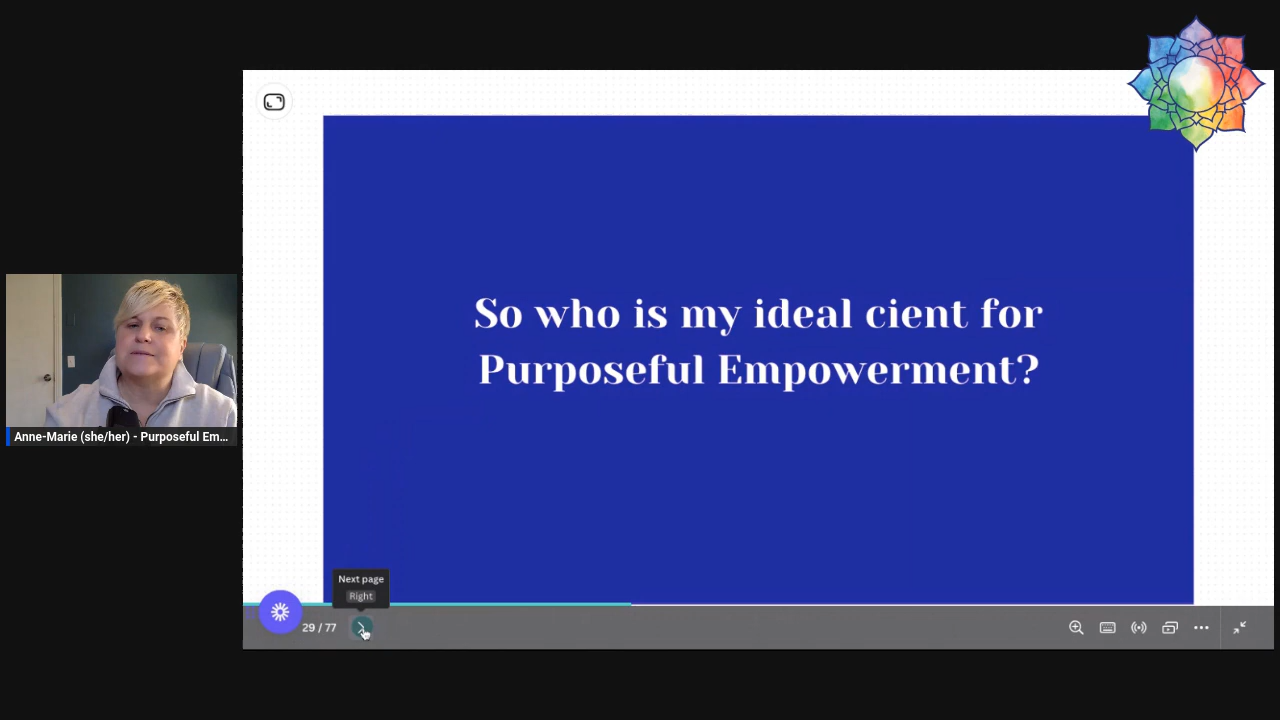 So who is my ideal cient for
Purposeful Empowerment?
Anne-Marie (she/her) - Purposeful Em...
Next page
Right
29 / 77